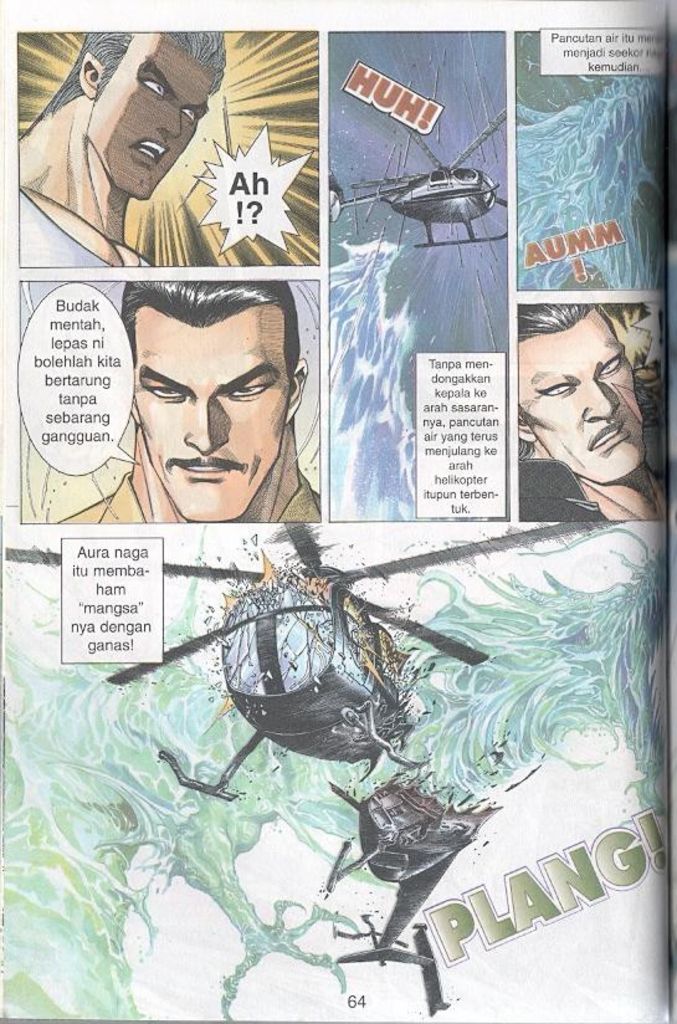 Ah
!?
HUH!
Pancutan air itu
menjadi seekor
kemudian...
AUMM
!
Budak
mentah,
lepas ni
bolehlah kita
bertarung
tanpa
sebarang
gangguan.
Tanpa men-
dongakkan
kepala ke
arah sasaran-
nya, pancutan
air yang terus
menjulang ke
arah
helikopter
itupun terben-
tuk.
Aura naga
itu memba-
ham
"mangsa"
nya dengan
ganas!
PLANG!
64